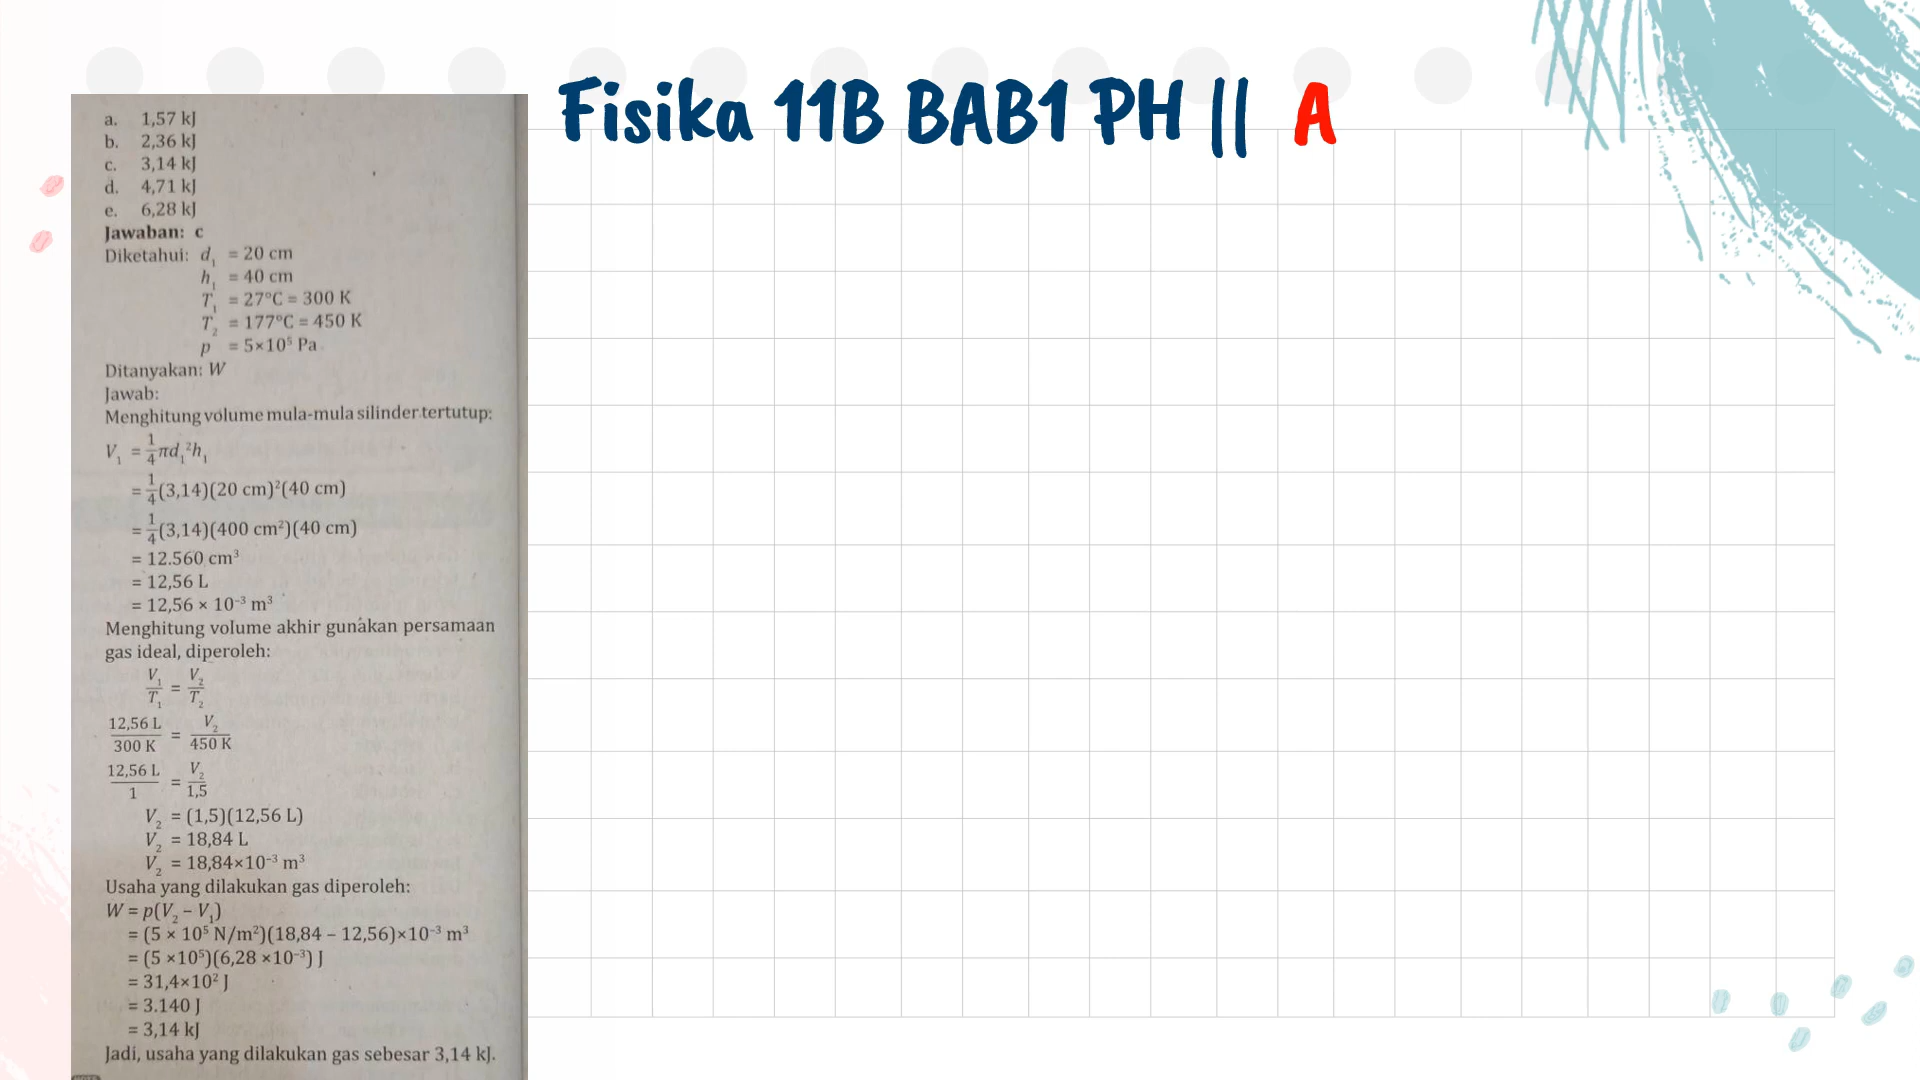 Fisika 11B BAB1 PH || A
a. 1,57 kJ
b. 2,36 kJ
c. 3,14 kJ
d. 4,71 kJ
e. 6,28 kJ
Jawaban: c
Diketahui: d₁ = 20 cm
h₁ = 40 cm
T₁ = 27°C = 300 K
T₂ = 177°C = 450 K
p = 5×10⁵ Pa
Ditanyakan: W
Jawab:
Menghitung volume mula-mula silinder tertutup:
V₁ = 1/4 πd₁²h₁
= 1/4 (3,14)(20 cm)²(40 cm)
= 1/4 (3,14)(400 cm²)(40 cm)
= 12.560 cm³
= 12,56 L
= 12,56 × 10⁻³ m³
Menghitung volume akhir gunakan persamaan
gas ideal, diperoleh:
V₁/T₁ = V₂/T₂
12,56 L/300 K = V₂/450 K
12,56 L/1 = V₂/1,5
V₂ = (1,5)(12,56 L)
V₂ = 18,84 L
V₂ = 18,84×10⁻³ m³
Usaha yang dilakukan gas diperoleh:
W = p(V₂ – V₁)
= (5 × 10⁵ N/m²)(18,84 – 12,56)×10⁻³ m³
= (5 ×10⁵)(6,28 ×10⁻³) J
= 31,4×10² J
= 3.140 J
= 3,14 kJ
Jadi, usaha yang dilakukan gas sebesar 3,14 kJ.